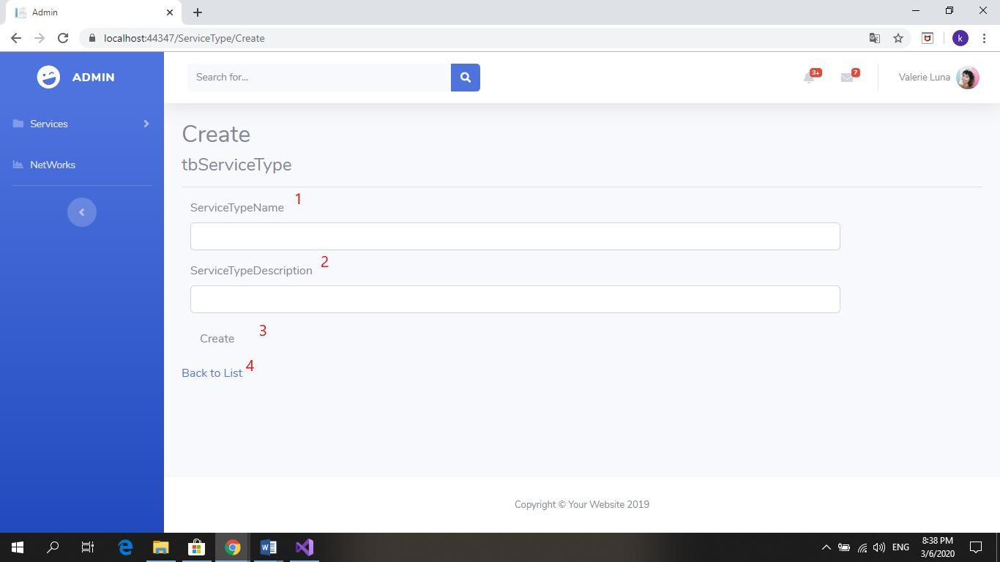 Admin
localhost:44347/ServiceType/Create
k
ADMIN
Search for...
3+
7
Valerie Luna
Services
NetWorks
Create
tbServiceType
ServiceTypeName 1
ServiceTypeDescription 2
Create 3
Back to List 4
Copyright © Your Website 2019
ENG
8:38 PM
3/6/2020